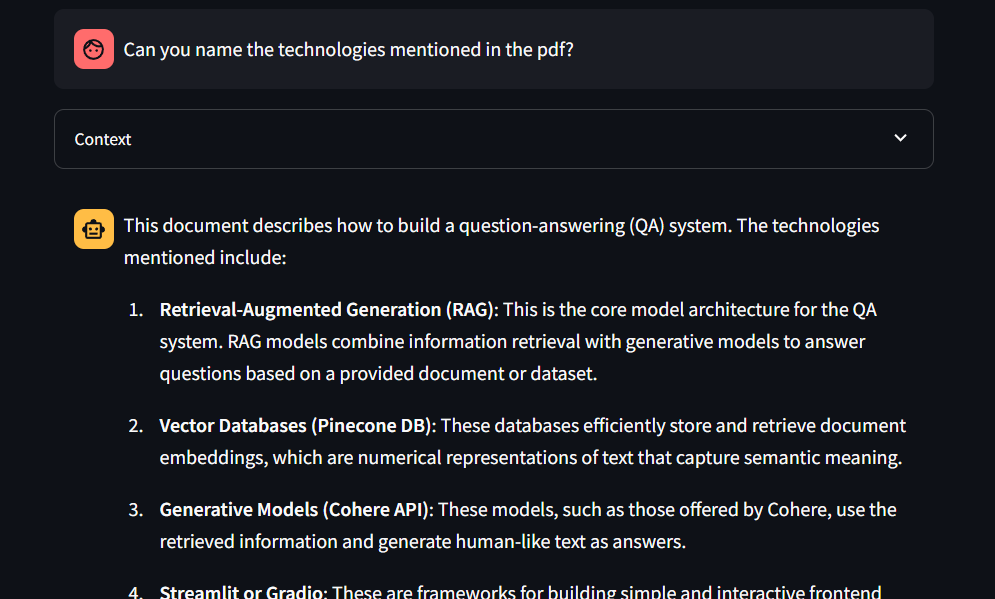 Can you name the technologies mentioned in the pdf?
Context
This document describes how to build a question-answering (QA) system. The technologies
mentioned include:
1. Retrieval-Augmented Generation (RAG): This is the core model architecture for the QA
system. RAG models combine information retrieval with generative models to answer
questions based on a provided document or dataset.
2. Vector Databases (Pinecone DB): These databases efficiently store and retrieve document
embeddings, which are numerical representations of text that capture semantic meaning.
3. Generative Models (Cohere API): These models, such as those offered by Cohere, use the
retrieved information and generate human-like text as answers.
4. Streamlit or Gradio: These are frameworks for building simple and interactive frontend